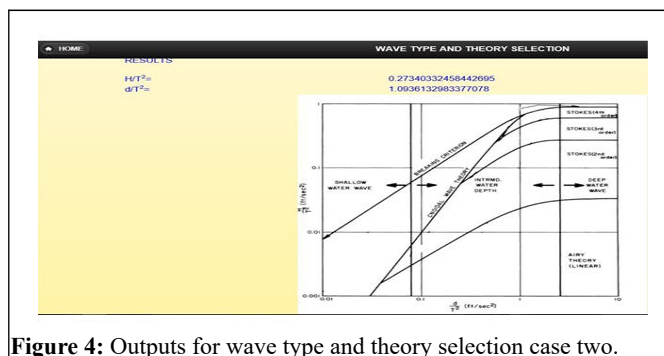 HOME
WAVE TYPE AND THEORY SELECTION
RESULTS
H/T²= 0.27340332458442695
d/T²= 1.0936132983377078
STOKES(4th order)
STOKES(3rd order)
STOKES(2nd order)
BREAKING CRITERION
CNOIDAL WAVE THEORY
SHALLOW WATER WAVE
INTRMD. WATER DEPTH
DEEP WATER WAVE
AIRY THEORY (LINEAR)
1
0.1
0.01
0.001
(ft/sec²)
0.01 0.1 1 10
d/T² (ft/sec²)
Figure 4: Outputs for wave type and theory selection case two.